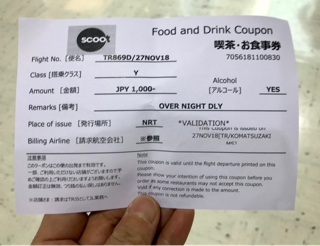 scoot
Food and Drink Coupon
喫茶・お食事券
7056181100830
Flight No. [便名] TR869D/27NOV18
Class [搭乗クラス] Y
Amount [金額] JPY 1,000-
Alcohol
[アルコール] YES
Remarks [備考] OVER NIGHT DLY
Place of issue [発行場所] NRT *VALIDATION*
This coupon is issued on
27NOV18(TR/KOMATSUZAKI
Billing Airline [請求航空会社] ※参照
注意事項
Note
This coupon is valid until the flight departure printed on this coupon.
Please show your intention of using this coupon before you order as some restaurants may not accept this coupon.
Void if any correction is made to the amount.
This coupon is not refundable.